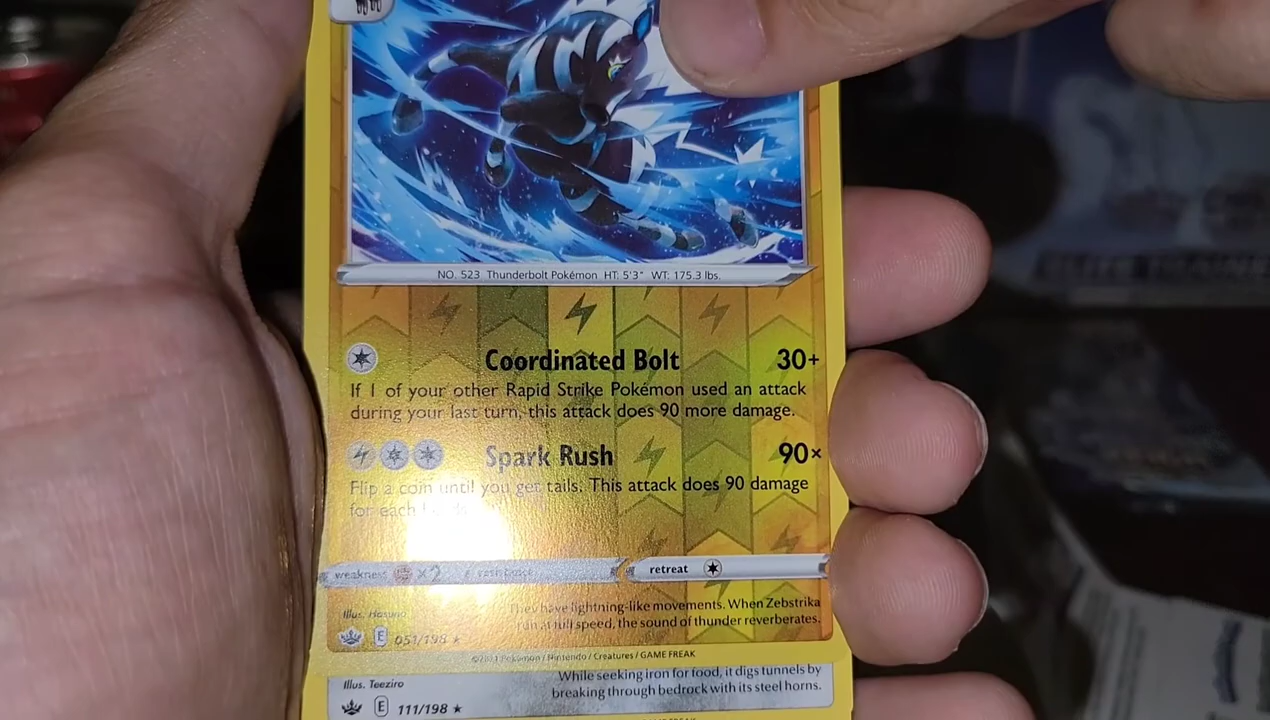 NO. 523 Thunderbolt Pokémon HT: 5'3" WT: 175.3 lbs.
Coordinated Bolt 30+
If 1 of your other Rapid Strike Pokémon used an attack
during your last turn, this attack does 90 more damage.
Spark Rush 90×
Flip a coin until you get tails. This attack does 90 damage
for each
weakness ×2 resistance retreat
Illus. Hasuno
They have lightning-like movements. When Zebstrika
run at full speed, the sound of thunder reverberates.
E 051/198 ★
©2021 Pokémon / Nintendo / Creatures / GAME FREAK
Illus. Teeziro
While seeking iron for food, it digs tunnels by
breaking through bedrock with its steel horns.
E 111/198 ★
GAME FREAK